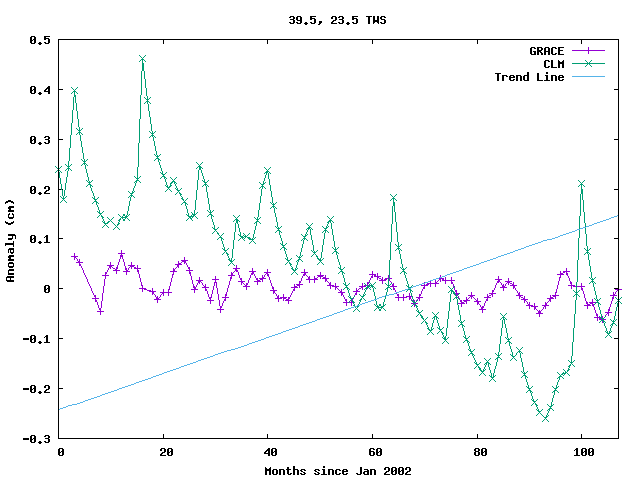 39.5, 23.5 TWS
GRACE
CLM
Trend Line
0.5
0.4
0.3
0.2
0.1
0
-0.1
-0.2
-0.3
Anomaly (cm)
0 20 40 60 80 100
Months since Jan 2002